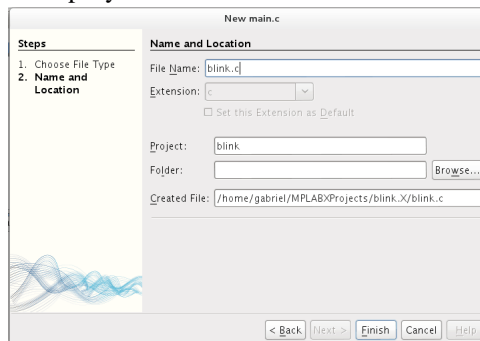 New main.c
Steps
1. Choose File Type
2. Name and
Location
Name and Location
File Name: blink.c
Extension: c
Set this Extension as Default
Project: blink
Folder: Browse...
Created File: /home/gabriel/MPLABXProjects/blink.X/blink.c
< Back Next > Finish Cancel Help